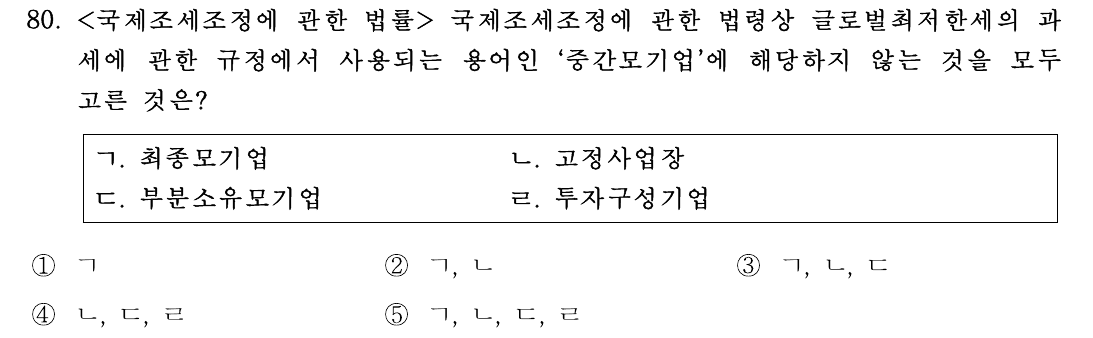 80. <국제조세조정에 관한 법률> 국제조세조정에 관한 법령상 글로벌최저한세의 과
세에 관한 규정에서 사용되는 용어인 ‘중간모기업’에 해당하지 않는 것을 모두
고른 것은?
ㄱ. 최종모기업 ㄴ. 고정사업장
ㄷ. 부분소유모기업 ㄹ. 투자구성기업
① ㄱ ② ㄱ, ㄴ ③ ㄱ, ㄴ, ㄷ
④ ㄴ, ㄷ, ㄹ ⑤ ㄱ, ㄴ, ㄷ, ㄹ